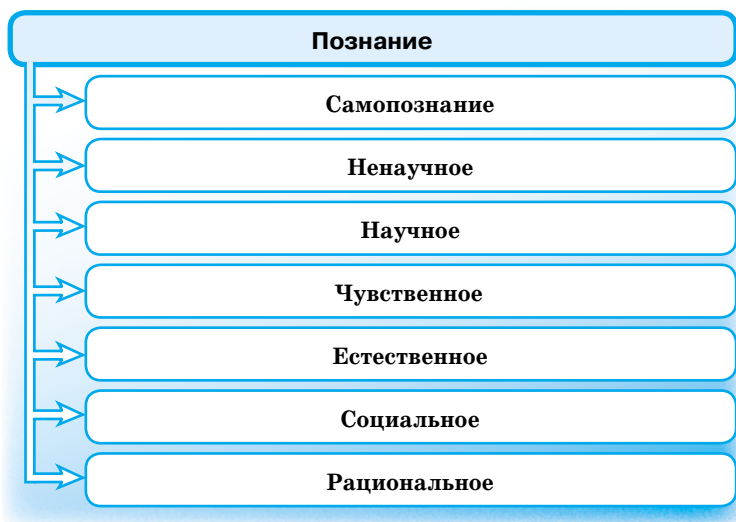 Познание
Самопознание
Ненаучное
Научное
Чувственное
Естественное
Социальное
Рациональное